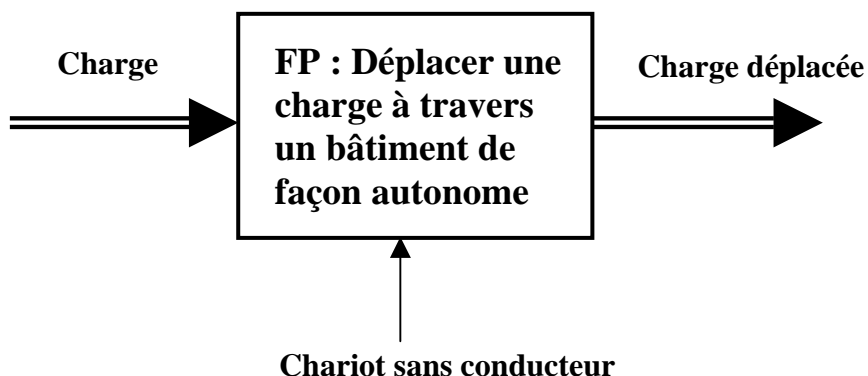 Charge
FP : Déplacer une
charge à travers
un bâtiment de
façon autonome
Charge déplacée
Chariot sans conducteur